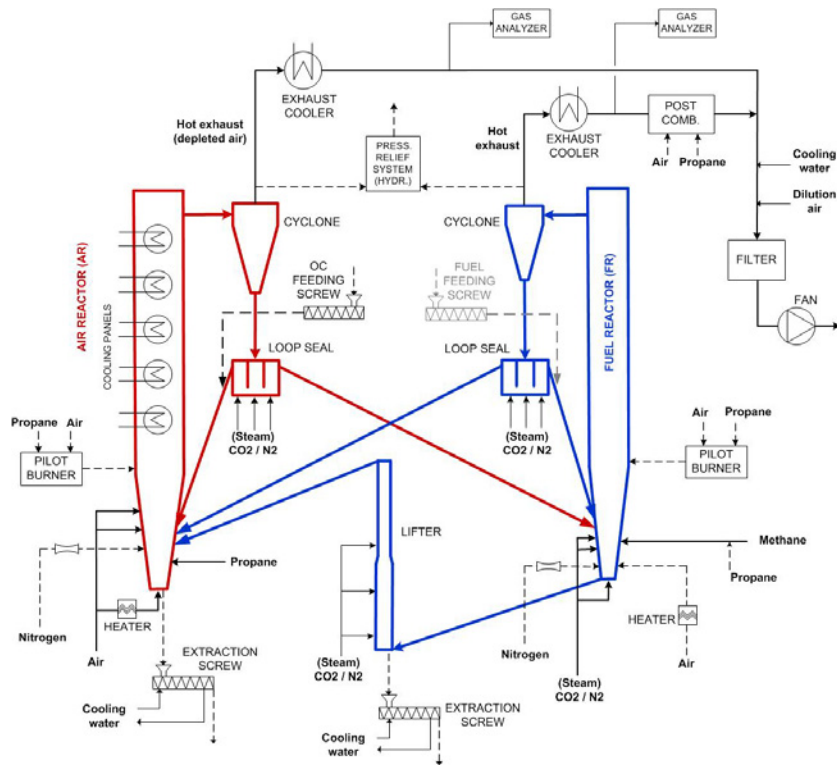 GAS
ANALYZER
GAS
ANALYZER
EXHAUST
COOLER
EXHAUST
COOLER
POST
COMB.
Hot exhaust
(depleted air)
Hot
exhaust
PRESS.
RELIEF
SYSTEM
(HYDR.)
Air
Propane
Cooling
water
Dilution
air
CYCLONE
CYCLONE
FILTER
FAN
AIR REACTOR (AR)
COOLING PANELS
OC
FEEDING
SCREW
FUEL
FEEDING
SCREW
FUEL REACTOR (FR)
LOOP SEAL
LOOP SEAL
Propane
Air
PILOT
BURNER
(Steam)
CO2 / N2
(Steam)
CO2 / N2
Air
Propane
PILOT
BURNER
LIFTER
Propane
Methane
Propane
Nitrogen
HEATER
Air
Nitrogen
HEATER
Air
(Steam)
CO2 / N2
(Steam)
CO2 / N2
EXTRACTION
SCREW
Cooling
water
EXTRACTION
SCREW
Cooling
water